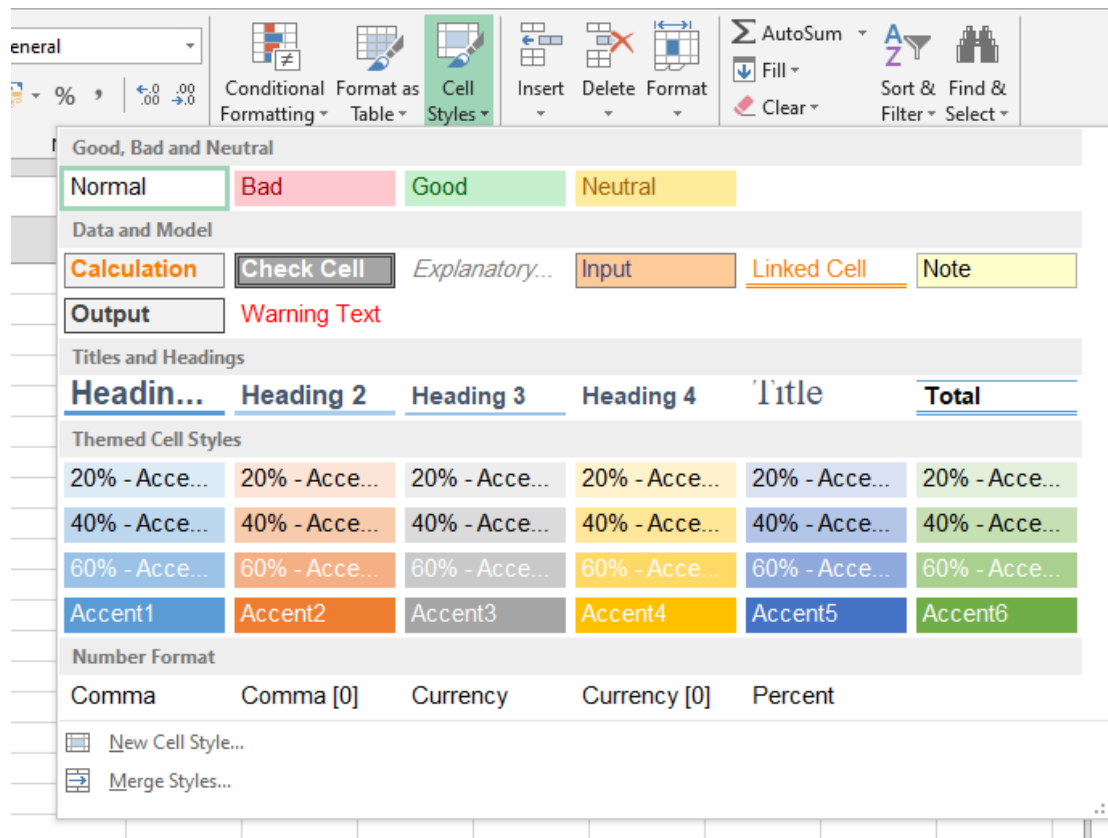 eneral
AutoSum
Fill
Clear
Conditional Formatting
Format as Table
Cell Styles
Insert
Delete
Format
Sort & Filter
Find & Select
Good, Bad and Neutral
Normal Bad Good Neutral
Data and Model
Calculation Check Cell Explanatory... Input Linked Cell Note
Output Warning Text
Titles and Headings
Headin... Heading 2 Heading 3 Heading 4 Title Total
Themed Cell Styles
20% - Acce... 20% - Acce... 20% - Acce... 20% - Acce... 20% - Acce... 20% - Acce...
40% - Acce... 40% - Acce... 40% - Acce... 40% - Acce... 40% - Acce... 40% - Acce...
60% - Acce... 60% - Acce... 60% - Acce... 60% - Acce... 60% - Acce... 60% - Acce...
Accent1 Accent2 Accent3 Accent4 Accent5 Accent6
Number Format
Comma Comma [0] Currency Currency [0] Percent
New Cell Style...
Merge Styles...